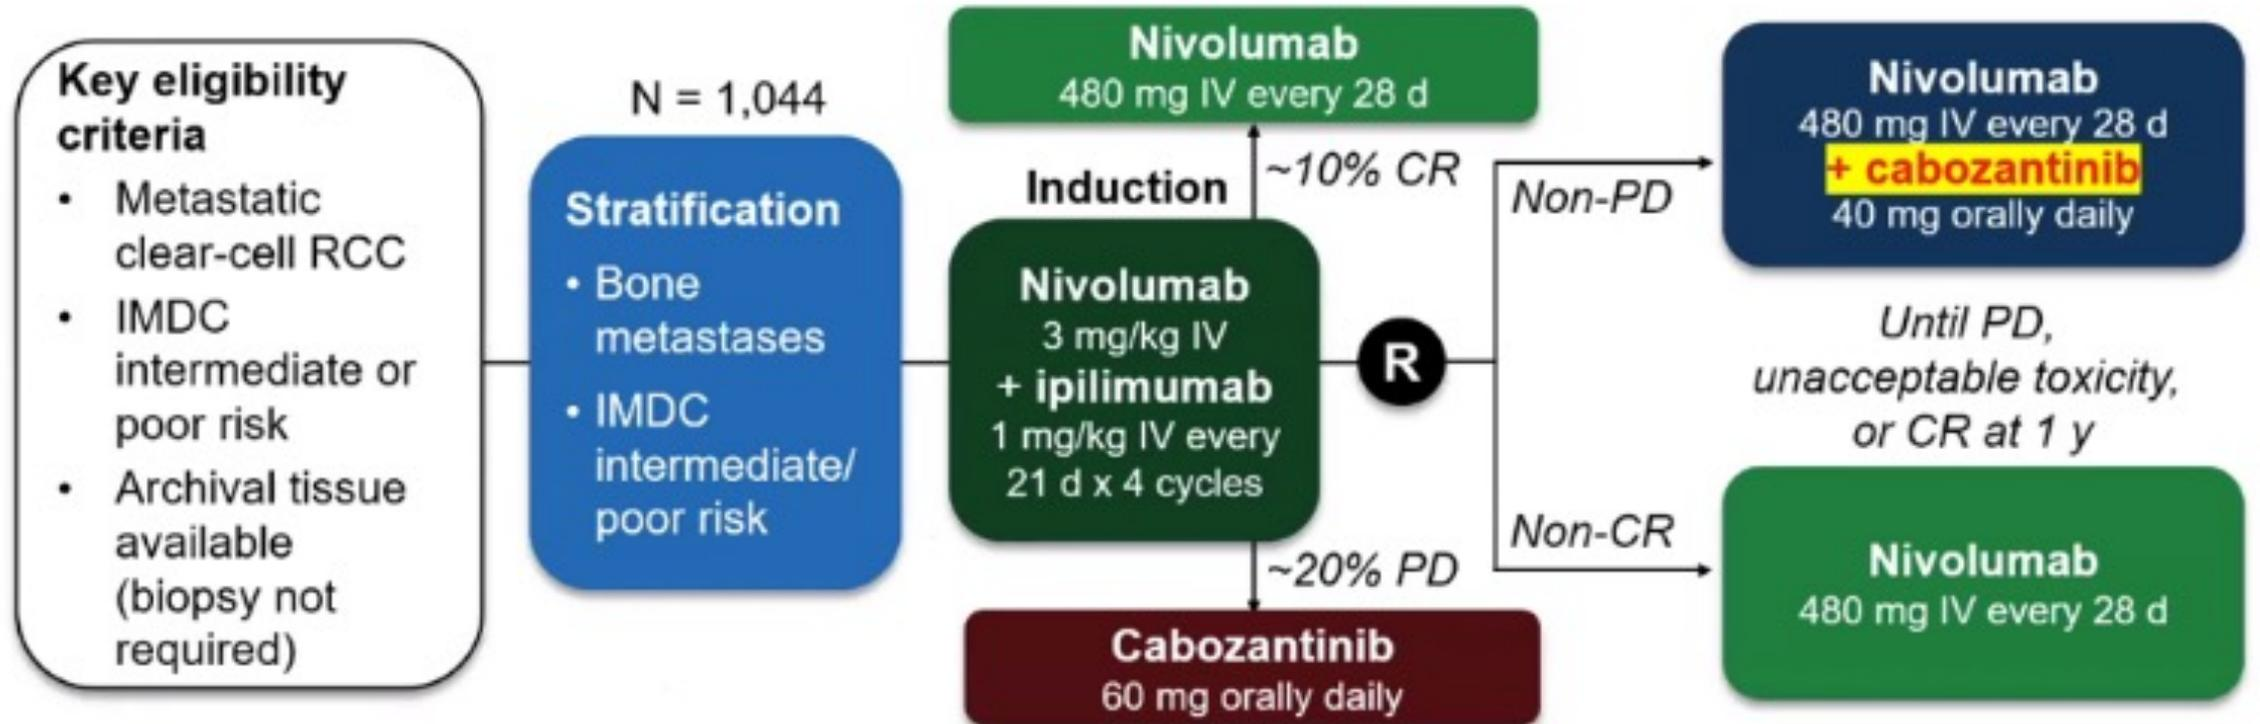 Key eligibility
criteria
• Metastatic
clear-cell RCC
• IMDC
intermediate or
poor risk
• Archival tissue
available
(biopsy not
required)
N = 1,044
Stratification
• Bone
metastases
• IMDC
intermediate/
poor risk
Nivolumab
480 mg IV every 28 d
~10% CR
Induction
Nivolumab
3 mg/kg IV
+ ipilimumab
1 mg/kg IV every
21 d x 4 cycles
~20% PD
Cabozantinib
60 mg orally daily
R
Non-PD
Non-CR
Nivolumab
480 mg IV every 28 d
+ cabozantinib
40 mg orally daily
Until PD,
unacceptable toxicity,
or CR at 1 y
Nivolumab
480 mg IV every 28 d